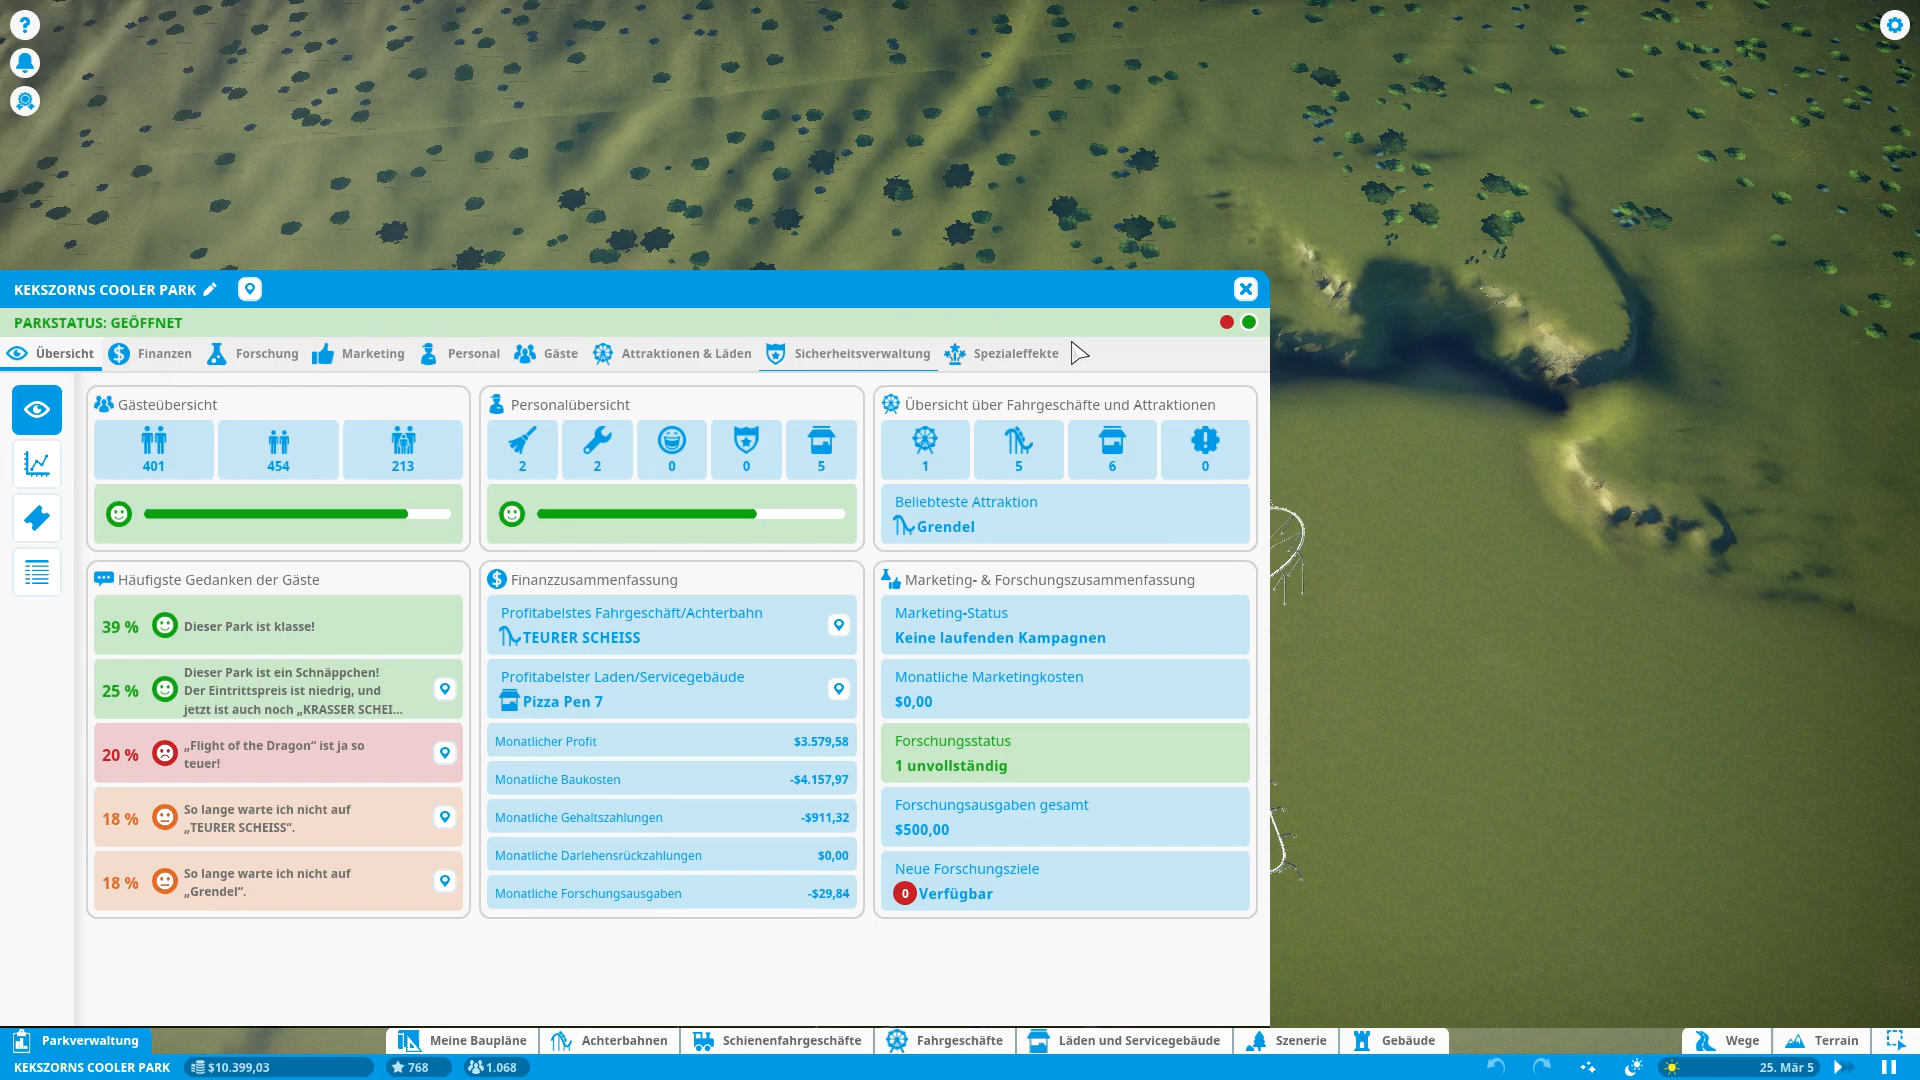 ?
KEKSZORNS COOLER PARK
PARKSTATUS: GEÖFFNET
Übersicht
Finanzen
Forschung
Marketing
Personal
Gäste
Attraktionen & Läden
Sicherheitsverwaltung
Spezialeffekte
Gästeübersicht
401
454
213
Personalübersicht
2
2
0
0
5
Übersicht über Fahrgeschäfte und Attraktionen
1
5
6
0
Beliebteste Attraktion
Grendel
Häufigste Gedanken der Gäste
39 %
Dieser Park ist klasse!
25 %
Dieser Park ist ein Schnäppchen!
Der Eintrittspreis ist niedrig, und
jetzt ist auch noch „KRASSER SCHEI...
20 %
„Flight of the Dragon“ ist ja so
teuer!
18 %
So lange warte ich nicht auf
„TEURER SCHEISS“.
18 %
So lange warte ich nicht auf
„Grendel“.
Finanzzusammenfassung
Profitabelstes Fahrgeschäft/Achterbahn
TEURER SCHEISS
Profitabelster Laden/Servicegebäude
Pizza Pen 7
Monatlicher Profit $3.579,58
Monatliche Baukosten -$4.157,97
Monatliche Gehaltszahlungen -$911,32
Monatliche Darlehensrückzahlungen $0,00
Monatliche Forschungsausgaben -$29,84
Marketing- & Forschungszusammenfassung
Marketing-Status
Keine laufenden Kampagnen
Monatliche Marketingkosten
$0,00
Forschungsstatus
1 unvollständig
Forschungsausgaben gesamt
$500,00
Neue Forschungsziele
0 Verfügbar
Parkverwaltung
Meine Baupläne
Achterbahnen
Schienenfahrgeschäfte
Fahrgeschäfte
Läden und Servicegebäude
Szenerie
Gebäude
Wege
Terrain
KEKSZORNS COOLER PARK
$10.399,03
768
1.068
25. Mär 5